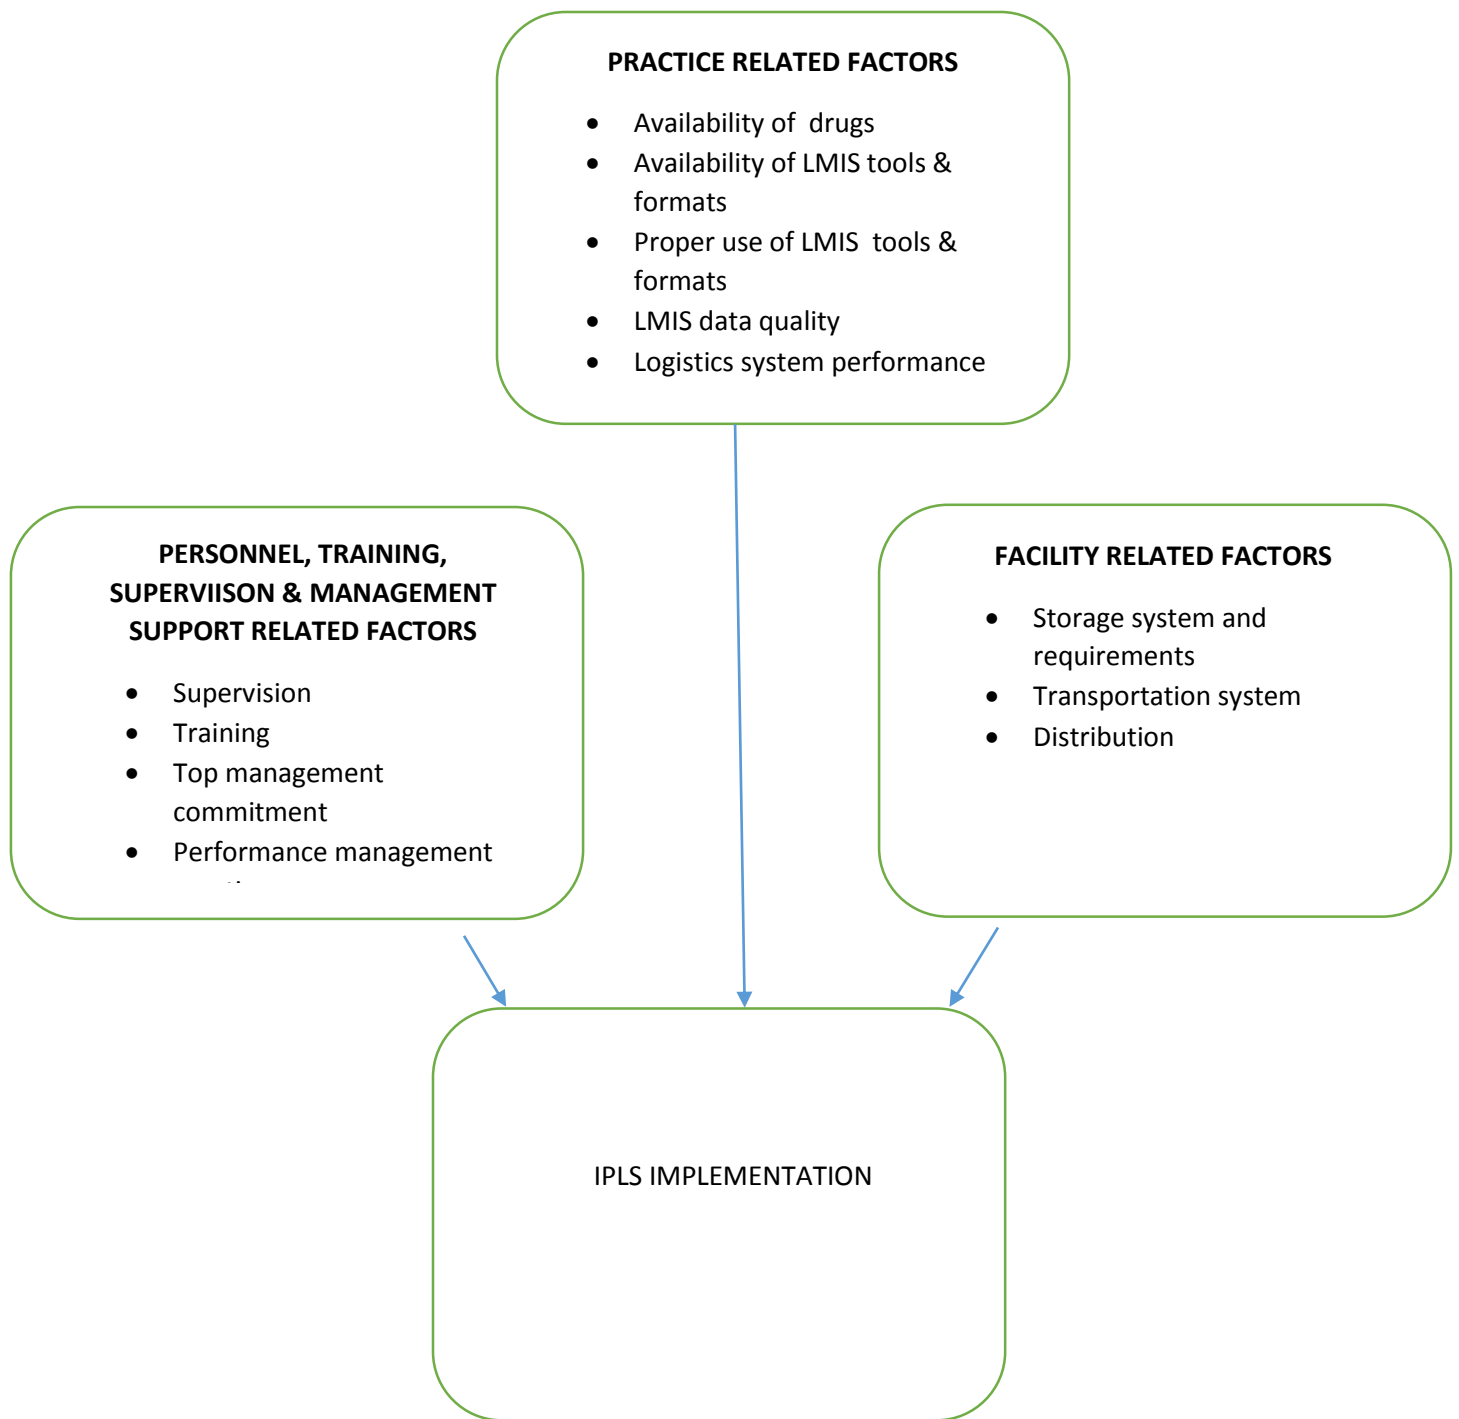 PRACTICE RELATED FACTORS
• Availability of drugs
• Availability of LMIS tools &
formats
• Proper use of LMIS tools &
formats
• LMIS data quality
• Logistics system performance
PERSONNEL, TRAINING,
SUPERVIISON & MANAGEMENT
SUPPORT RELATED FACTORS
• Supervision
• Training
• Top management
commitment
• Performance management
FACILITY RELATED FACTORS
• Storage system and
requirements
• Transportation system
• Distribution
IPLS IMPLEMENTATION